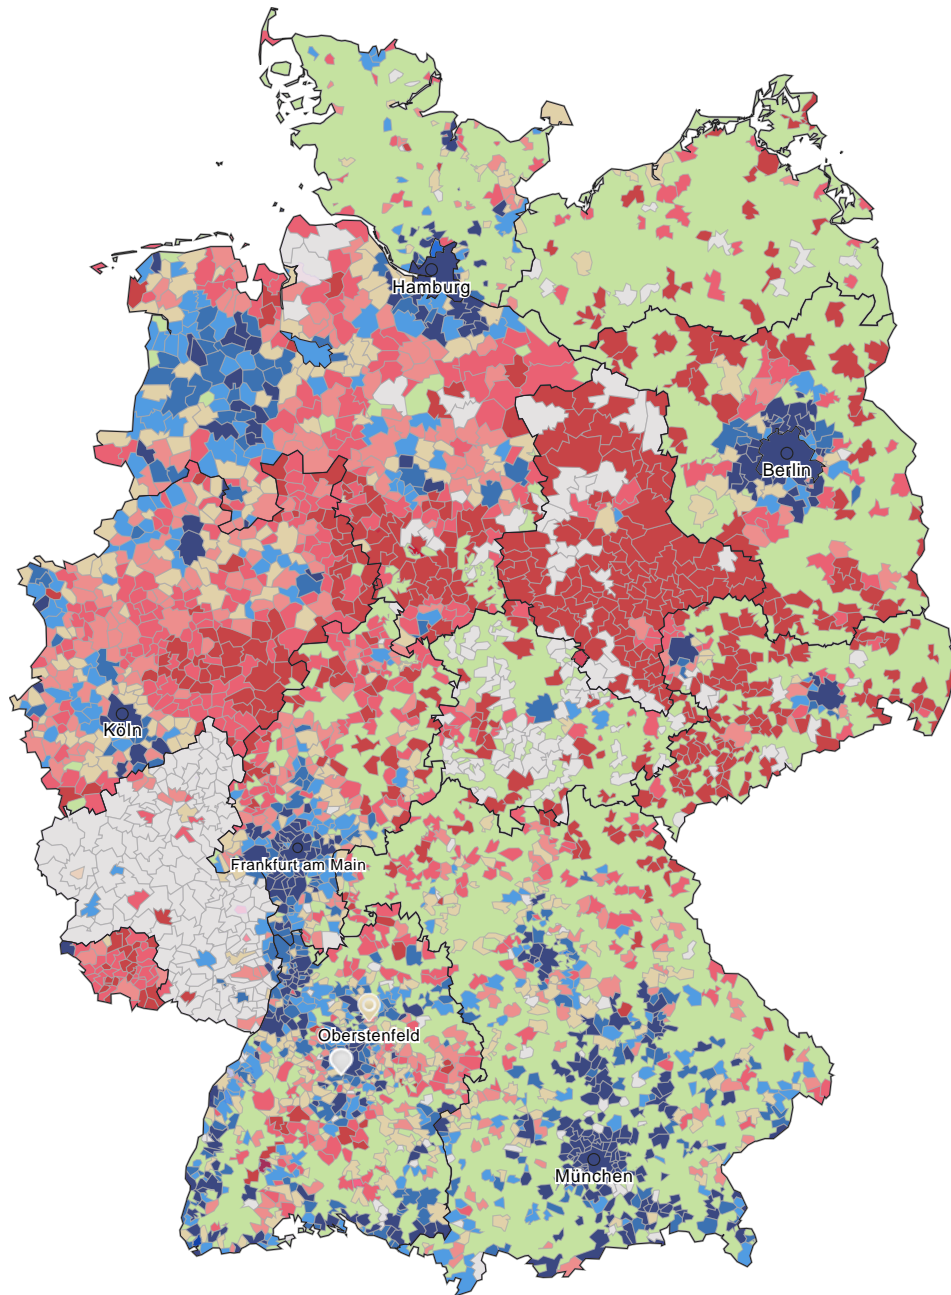 Hamburg
Berlin
Köln
Frankfurt am Main
Oberstenfeld
München